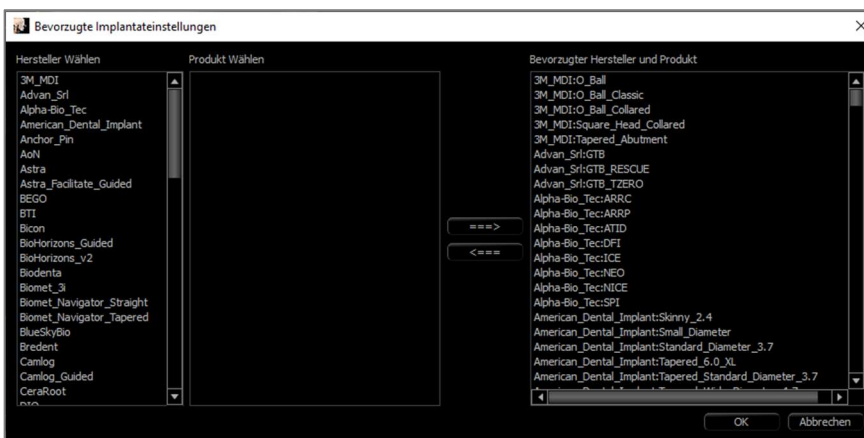 Bevorzugte Implantateinstellungen
Hersteller Wählen
3M_MDI
Advan_Srl
Alpha-Bio_Tec
American_Dental_Implant
Anchor_Pin
AoN
Astra
Astra_Facilitate_Guided
BEGO
BTI
Bicon
BioHorizons_Guided
BioHorizons_v2
Biodenta
Biomet_3i
Biomet_Navigator_Straight
Biomet_Navigator_Tapered
BlueSkyBio
Bredent
Camlog
Camlog_Guided
CeraRoot
Produkt Wählen
===>
<===
Bevorzugter Hersteller und Produkt
3M_MDI:O_Ball
3M_MDI:O_Ball_Classic
3M_MDI:O_Ball_Collared
3M_MDI:Square_Head_Collared
3M_MDI:Tapered_Abutment
Advan_Srl:GTB
Advan_Srl:GTB_RESCUE
Advan_Srl:GTB_TZERO
Alpha-Bio_Tec:ARRC
Alpha-Bio_Tec:ARRP
Alpha-Bio_Tec:ATID
Alpha-Bio_Tec:DFI
Alpha-Bio_Tec:ICE
Alpha-Bio_Tec:NEO
Alpha-Bio_Tec:NICE
Alpha-Bio_Tec:SPI
American_Dental_Implant:Skinny_2.4
American_Dental_Implant:Small_Diameter
American_Dental_Implant:Standard_Diameter_3.7
American_Dental_Implant:Tapered_6.0_XL
American_Dental_Implant:Tapered_Standard_Diameter_3.7
OK
Abbrechen